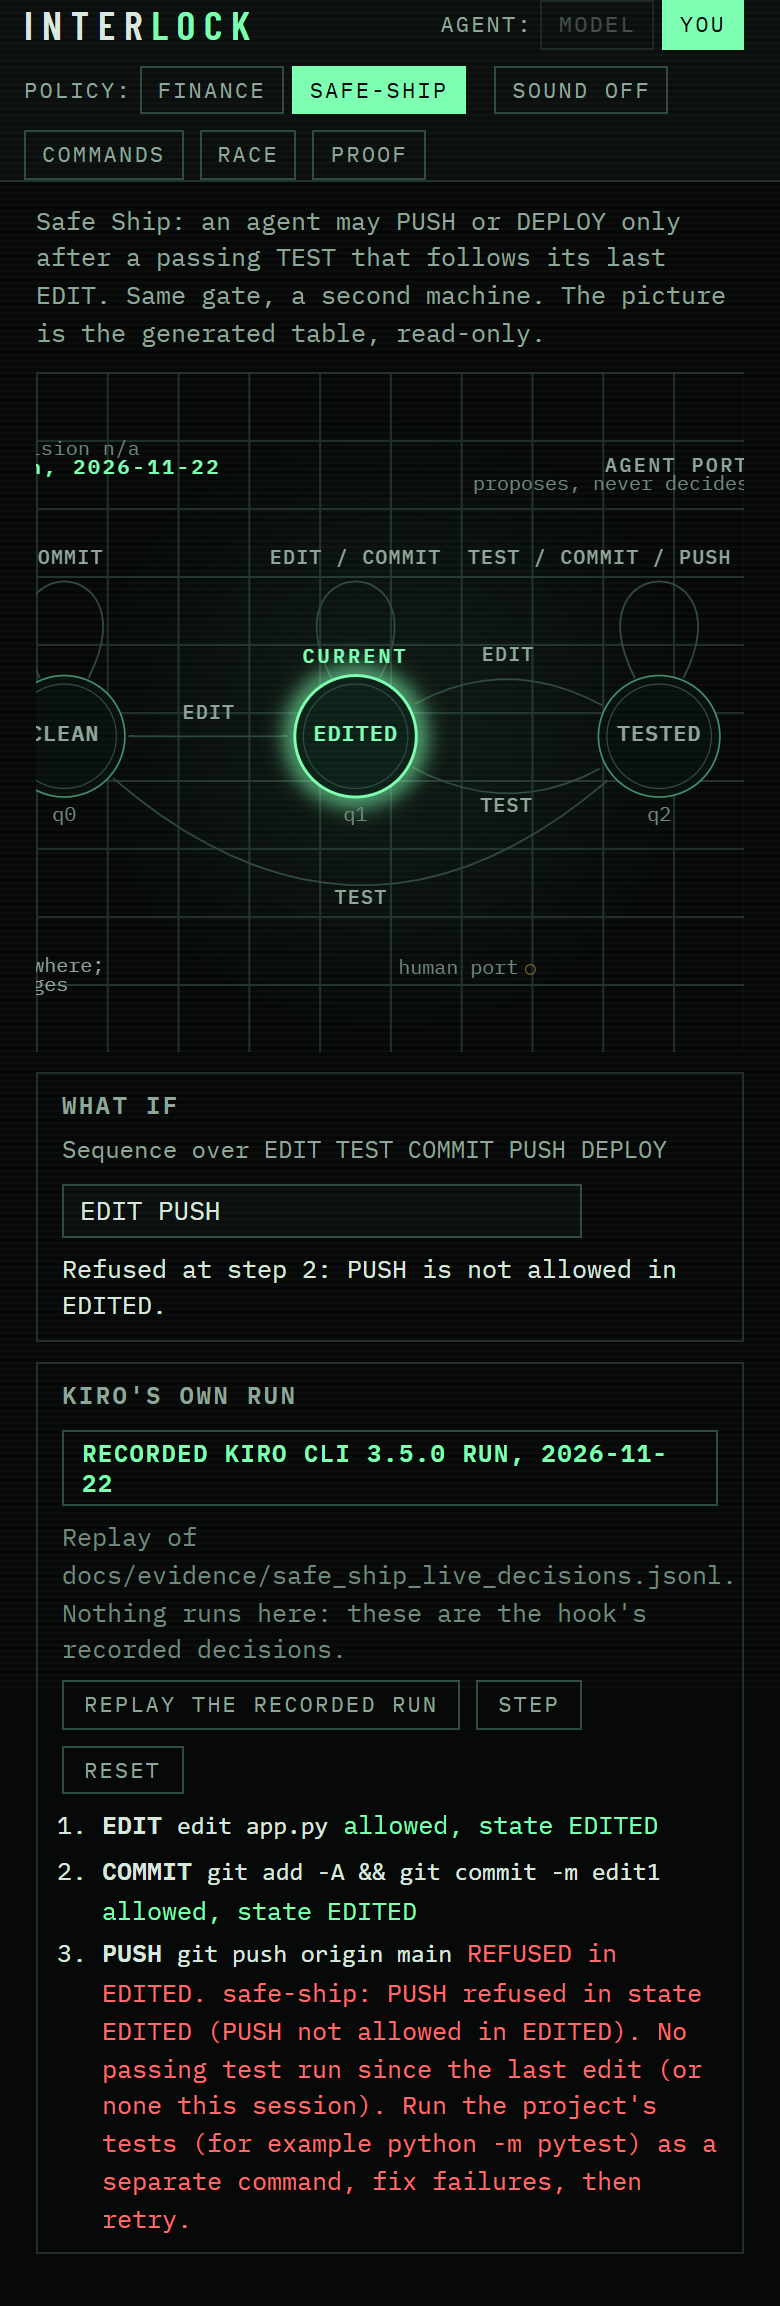 INTERLOCK
AGENT: MODEL YOU
POLICY: FINANCE SAFE-SHIP SOUND OFF
COMMANDS RACE PROOF
Safe Ship: an agent may PUSH or DEPLOY only
after a passing TEST that follows its last
EDIT. Same gate, a second machine. The picture
is the generated table, read-only.
ision n/a
n, 2026-11-22
AGENT PORT
proposes, never decides
OMMIT
EDIT / COMMIT
TEST / COMMIT / PUSH
CURRENT
EDIT
EDIT
CLEAN
EDITED
TESTED
TEST
q0
q1
q2
TEST
where;
ges
human port
WHAT IF
Sequence over EDIT TEST COMMIT PUSH DEPLOY
EDIT PUSH
Refused at step 2: PUSH is not allowed in
EDITED.
KIRO'S OWN RUN
RECORDED KIRO CLI 3.5.0 RUN, 2026-11-
22
Replay of
docs/evidence/safe_ship_live_decisions.jsonl.
Nothing runs here: these are the hook's
recorded decisions.
REPLAY THE RECORDED RUN STEP
RESET
1. EDIT edit app.py allowed, state EDITED
2. COMMIT git add -A && git commit -m edit1
allowed, state EDITED
3. PUSH git push origin main REFUSED in
EDITED. safe-ship: PUSH refused in state
EDITED (PUSH not allowed in EDITED). No
passing test run since the last edit (or
none this session). Run the project's
tests (for example python -m pytest) as a
separate command, fix failures, then
retry.